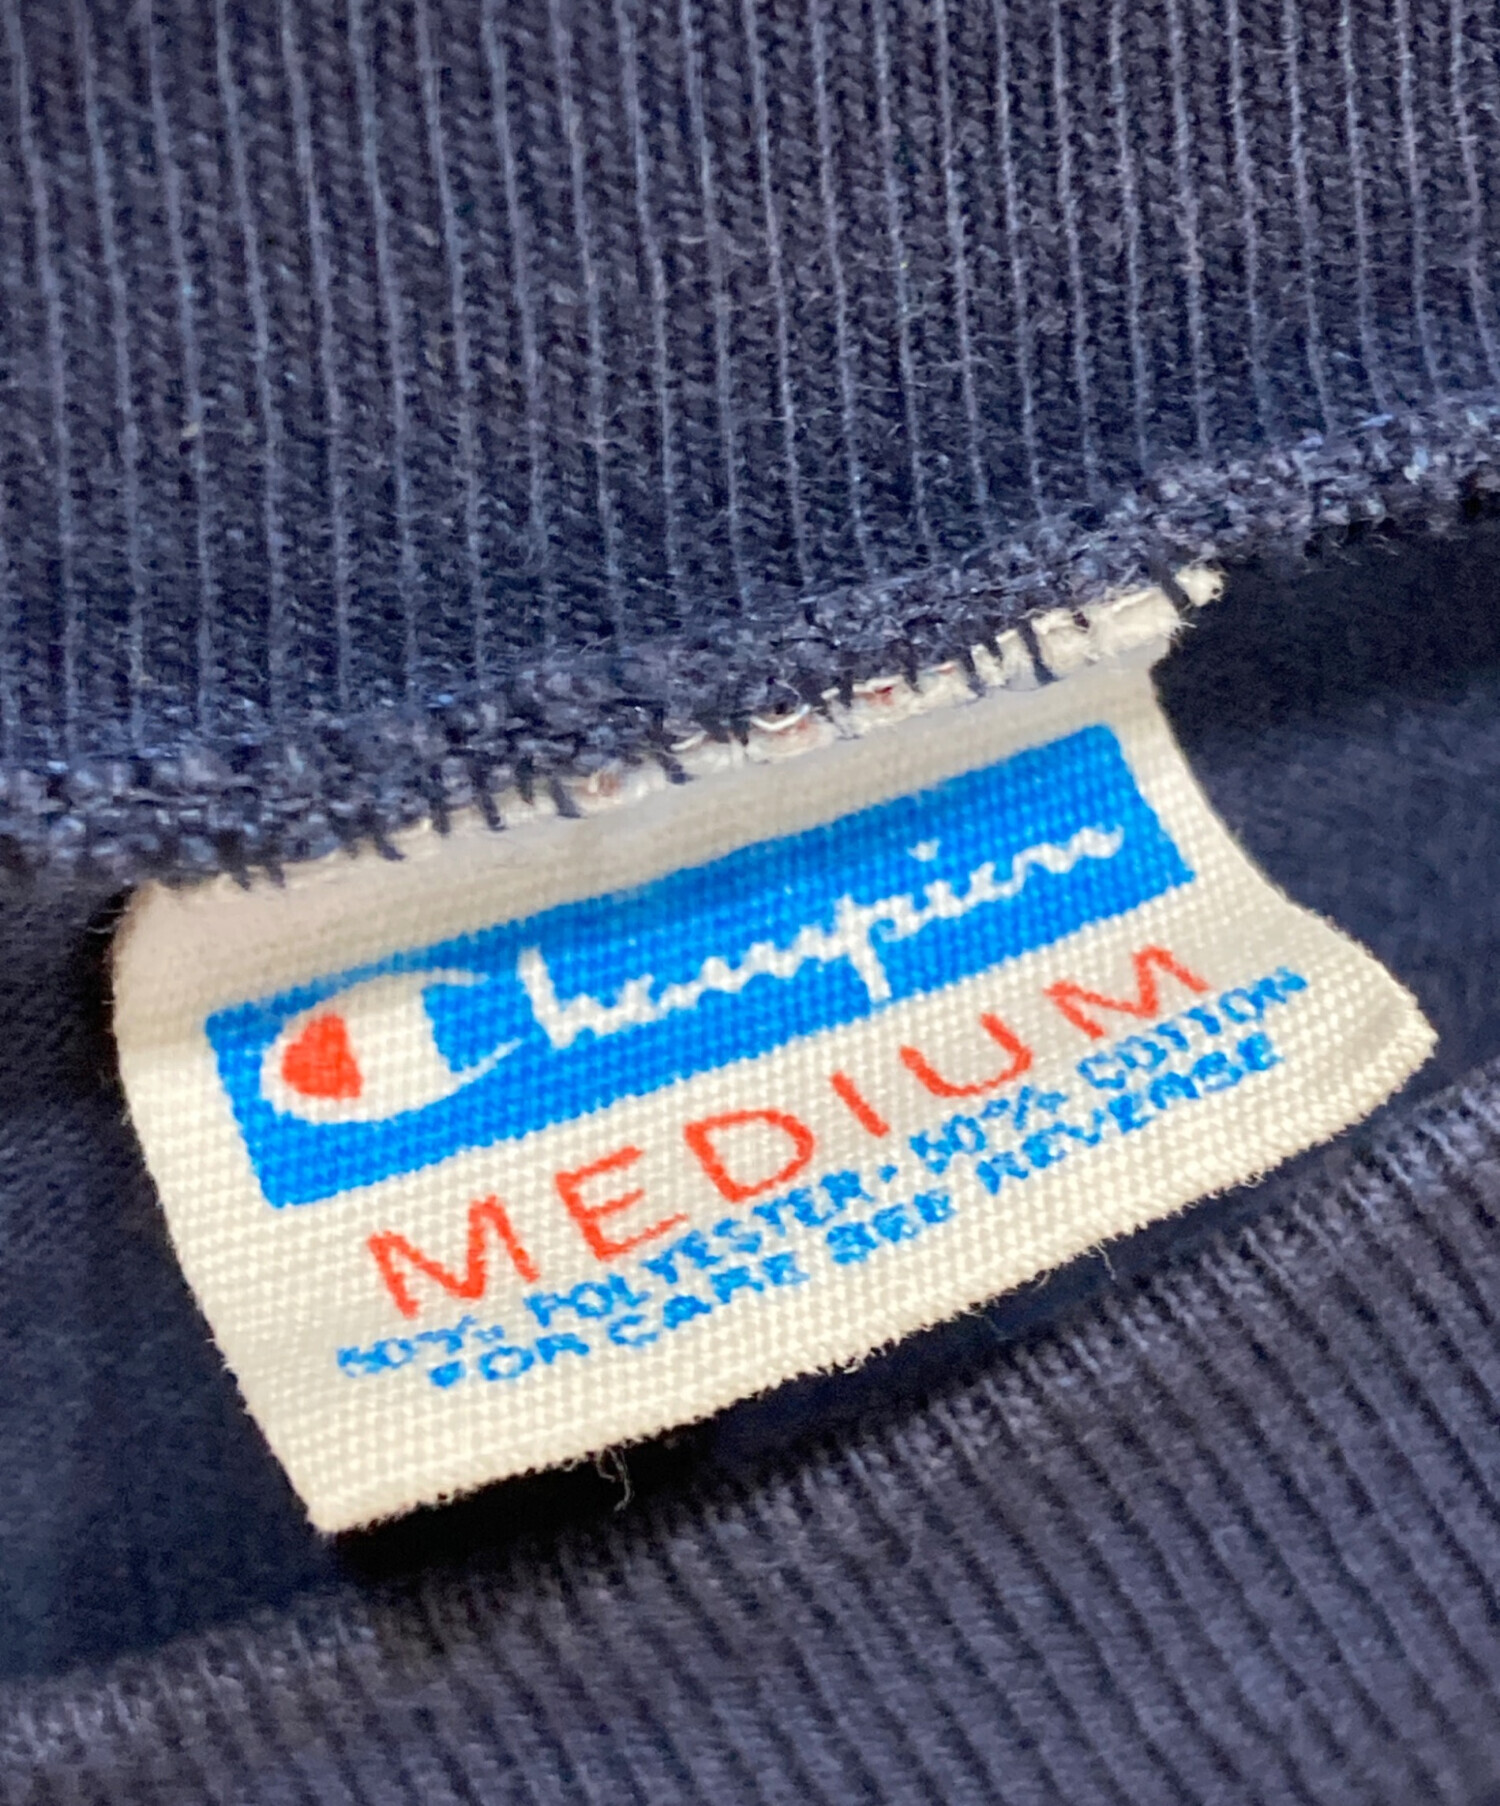 Champion
MEDIUM
50% POLYESTER · 50% COTTON
FOR CARE SEE REVERSE